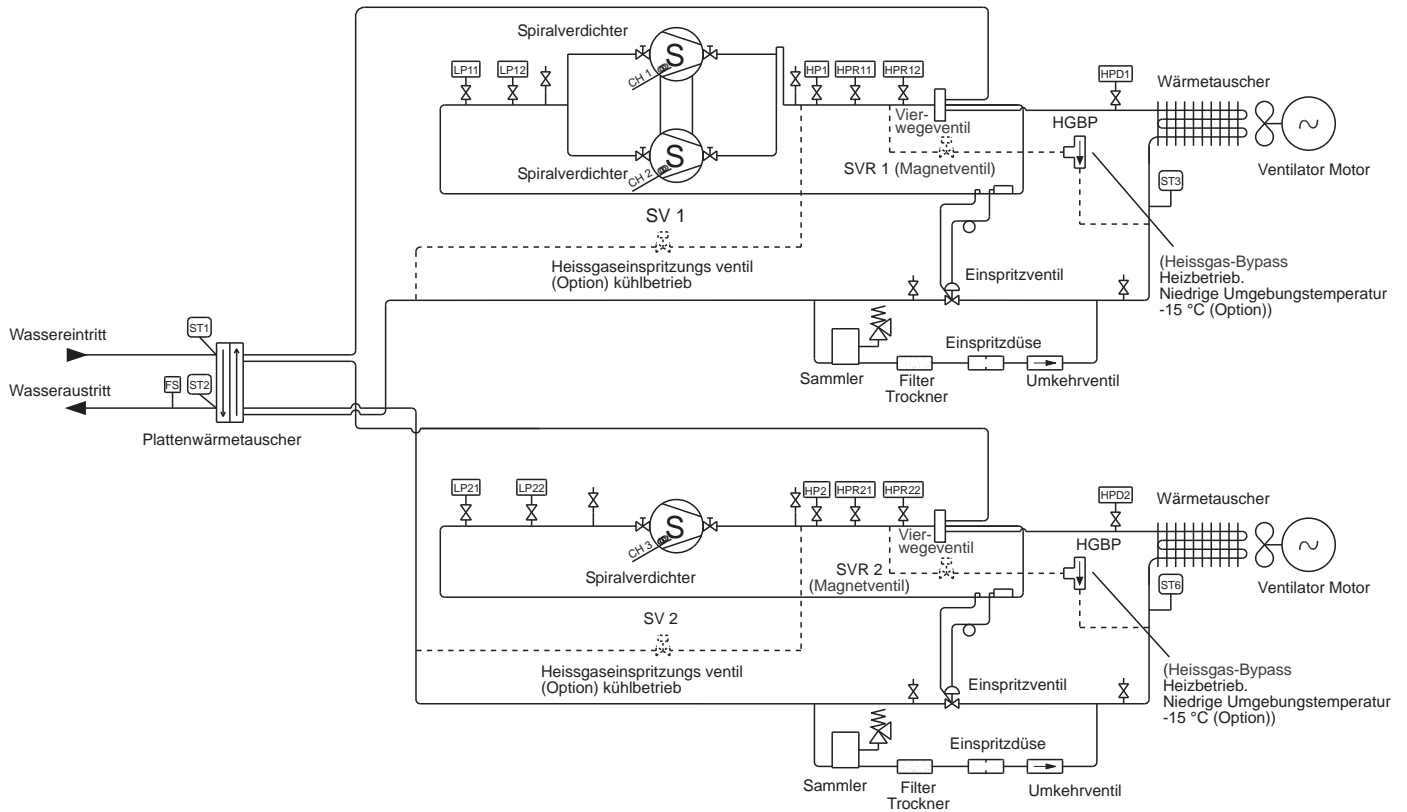 Spiralverdichter
LP11
LP12
S
CH 1
HP1
HPR11
HPR12
HPD1
Wärmetauscher
Vier-
wegeventil
HGBP
Spiralverdichter
S
CH 2
SVR 1 (Magnetventil)
Ventilator Motor
ST3
SV 1
Heissgaseinspritzungs ventil
(Option) kühlbetrieb
Einspritzventil
(Heissgas-Bypass
Heizbetrieb.
Niedrige Umgebungstemperatur
-15 °C (Option))
Wassereintritt
ST1
Einspritzdüse
Sammler
Filter
Trockner
Umkehrventil
Wasseraustritt
FS
ST2
Plattenwärmetauscher
LP21
LP22
S
CH 3
HP2
HPR21
HPR22
HPD2
Wärmetauscher
Vier-
wegeventil
HGBP
Spiralverdichter
SVR 2
(Magnetventil)
Ventilator Motor
ST6
SV 2
Heissgaseinspritzungs ventil
(Option) kühlbetrieb
Einspritzventil
(Heissgas-Bypass
Heizbetrieb.
Niedrige Umgebungstemperatur
-15 °C (Option))
Einspritzdüse
Sammler
Filter
Trockner
Umkehrventil